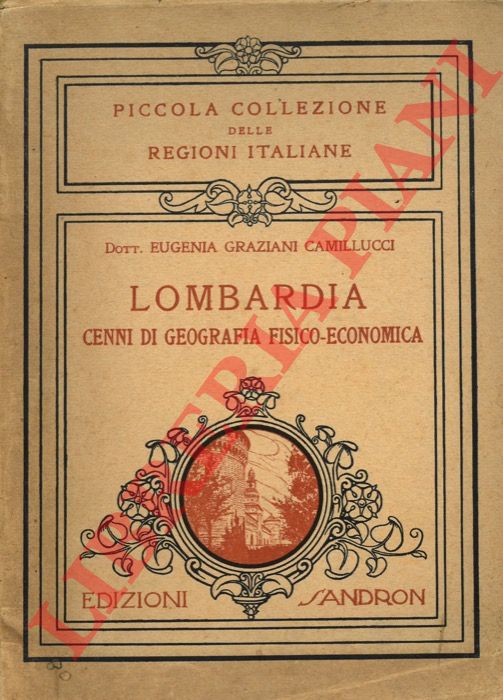 PICCOLA COLLEZIONE
DELLE
REGIONI ITALIANE
DOTT. EUGENIA GRAZIANI CAMILLUCCI
LOMBARDIA
CENNI DI GEOGRAFIA FISICO-ECONOMICA
EDIZIONI SANDRON
LIBRERIA PIANI